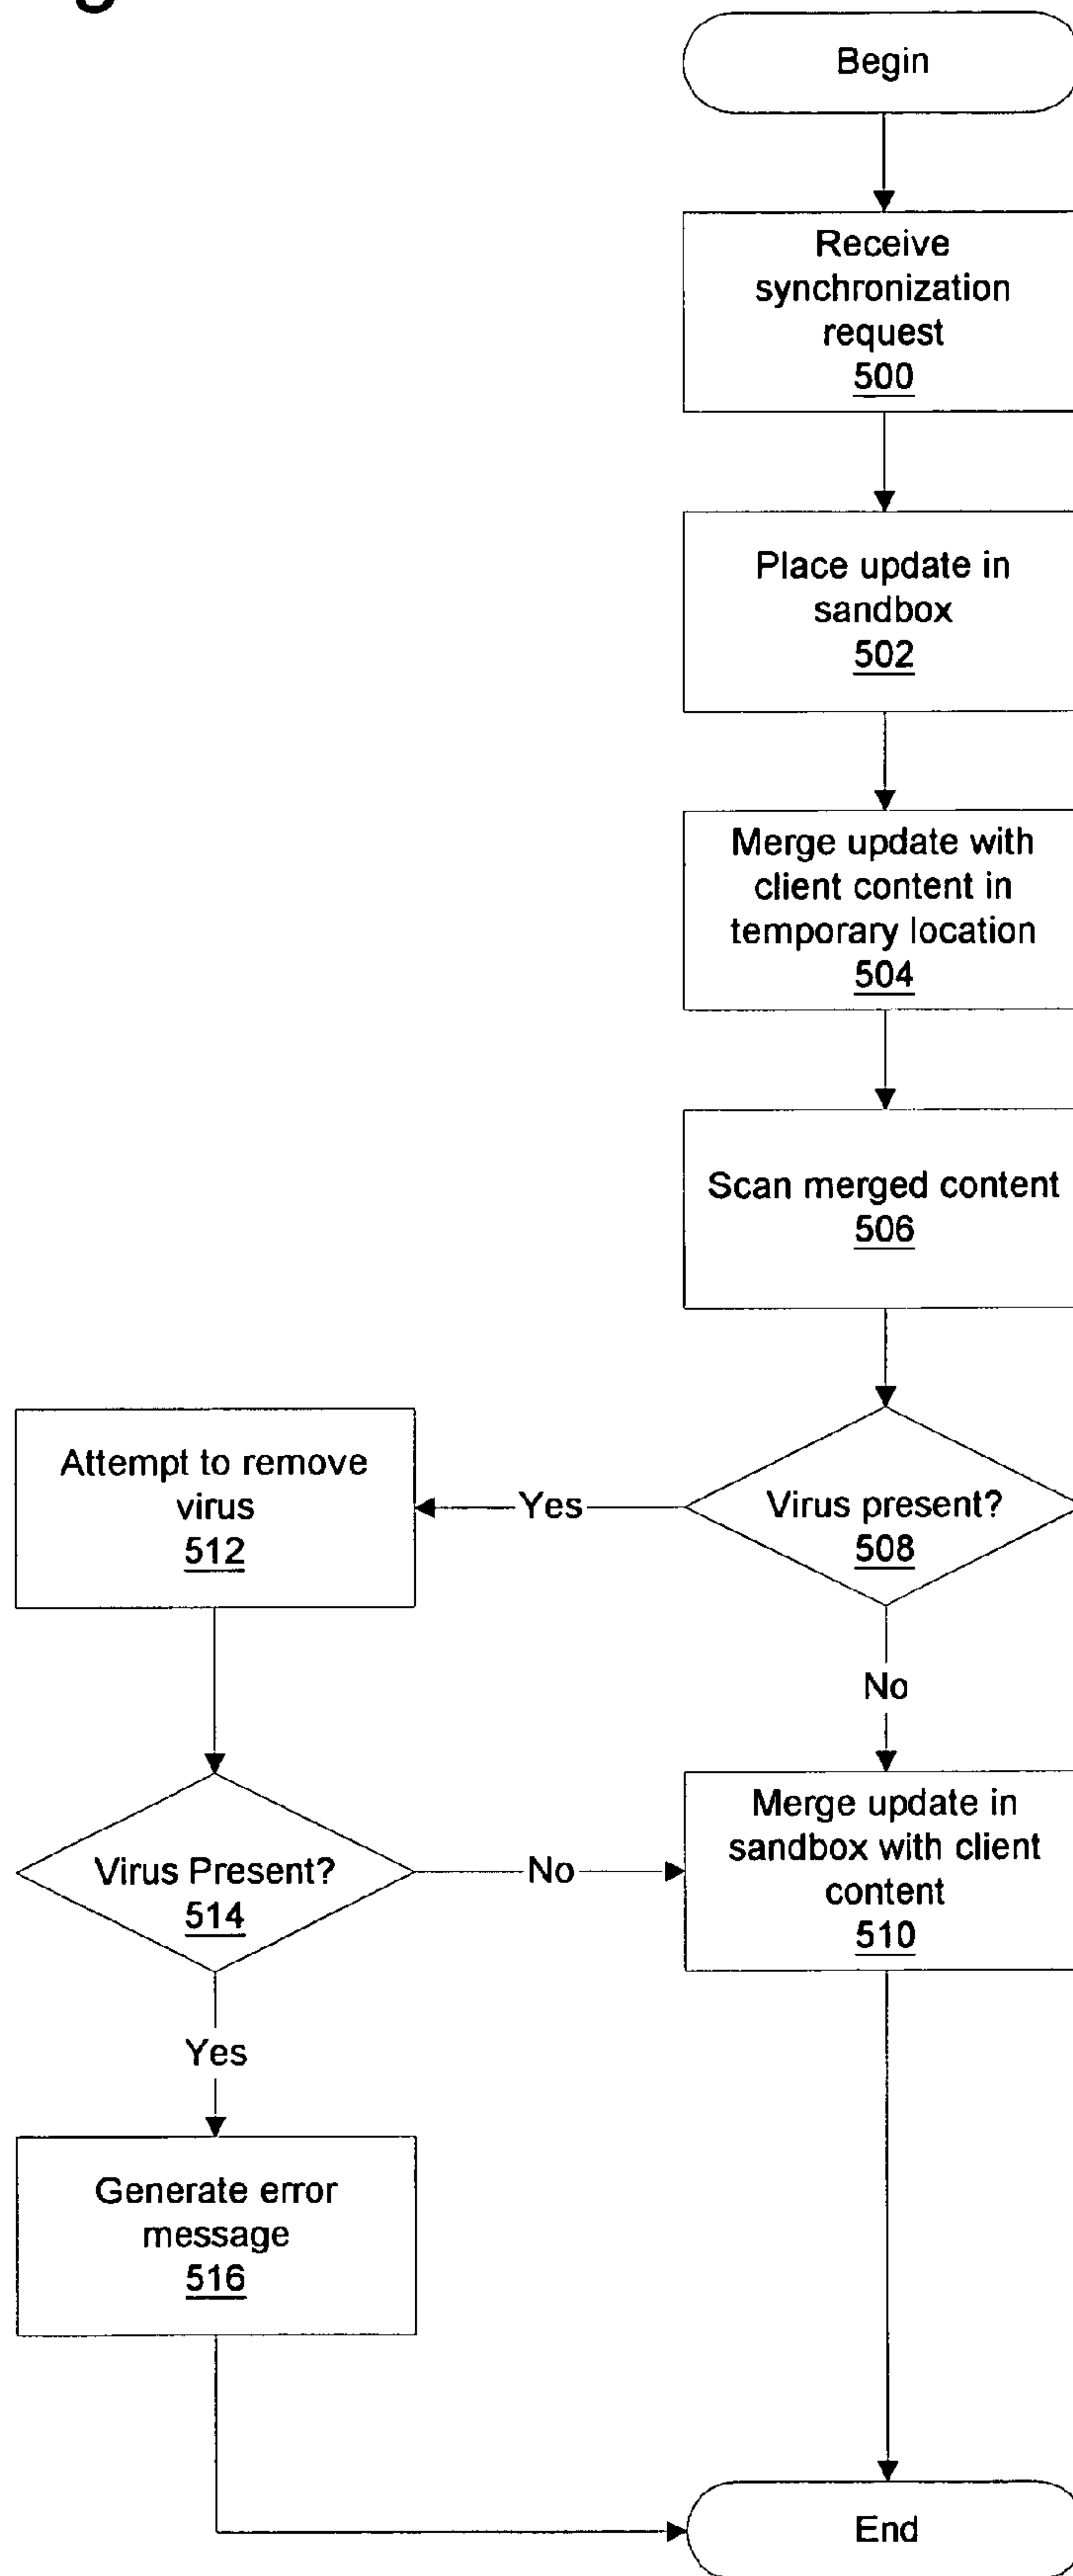 Begin
Receive
synchronization
request
500
Place update in
sandbox
502
Merge update with
client content in
temporary location
504
Scan merged content
506
Virus present?
508
Yes
Attempt to remove
virus
512
No
Virus Present?
514
No
Merge update in
sandbox with client
content
510
Yes
Generate error
message
516
End